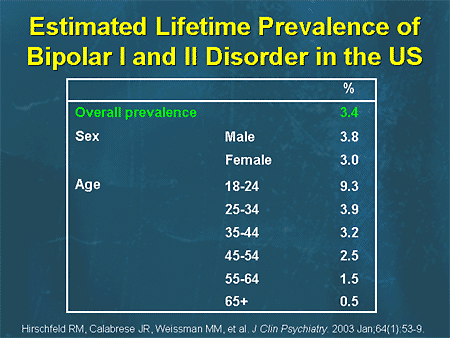 Estimated Lifetime Prevalence of
Bipolar I and II Disorder in the US
%
Overall prevalence 3.4
Sex Male 3.8
Female 3.0
Age 18-24 9.3
25-34 3.9
35-44 3.2
45-54 2.5
55-64 1.5
65+ 0.5
Hirschfeld RM, Calabrese JR, Weissman MM, et al. J Clin Psychiatry. 2003 Jan;64(1):53-9.